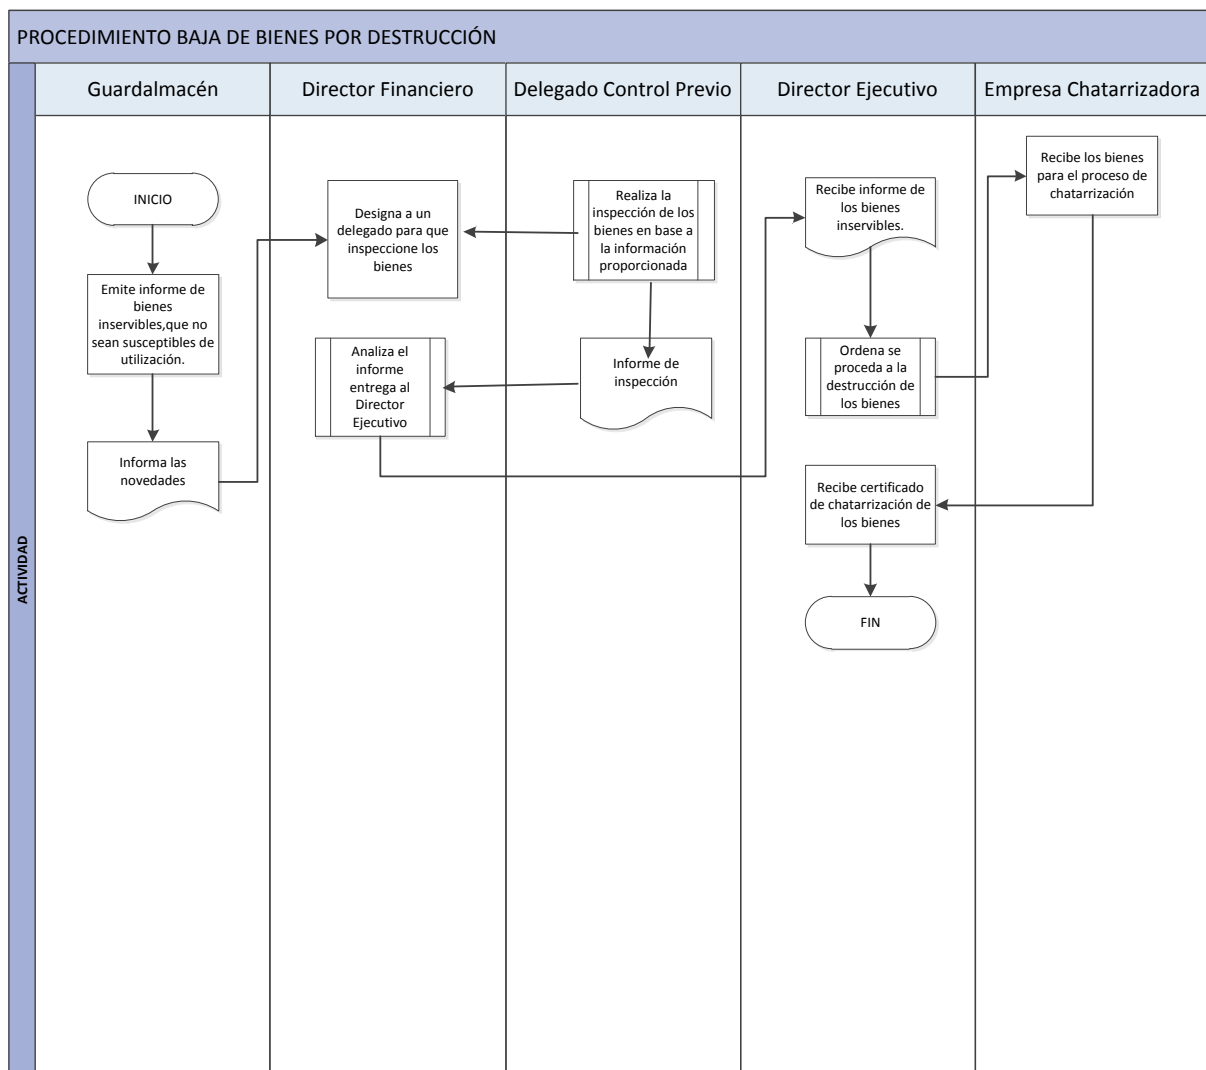 PROCEDIMIENTO BAJA DE BIENES POR DESTRUCCIÓN
ACTIVIDAD
Guardalmacén
Director Financiero
Delegado Control Previo
Director Ejecutivo
Empresa Chatarrizadora
INICIO
Emite informe de
bienes
inservibles,que no
sean susceptibles de
utilización.
Informa las
novedades
Designa a un
delegado para que
inspeccione los
bienes
Analiza el
informe
entrega al
Director
Ejecutivo
Realiza la
inspección de los
bienes en base a
la información
proporcionada
Informe de
inspección
Recibe informe de
los bienes
inservibles.
Ordena se
proceda a la
destrucción de
los bienes
Recibe certificado
de chatarrización de
los bienes
FIN
Recibe los bienes
para el proceso de
chatarrización